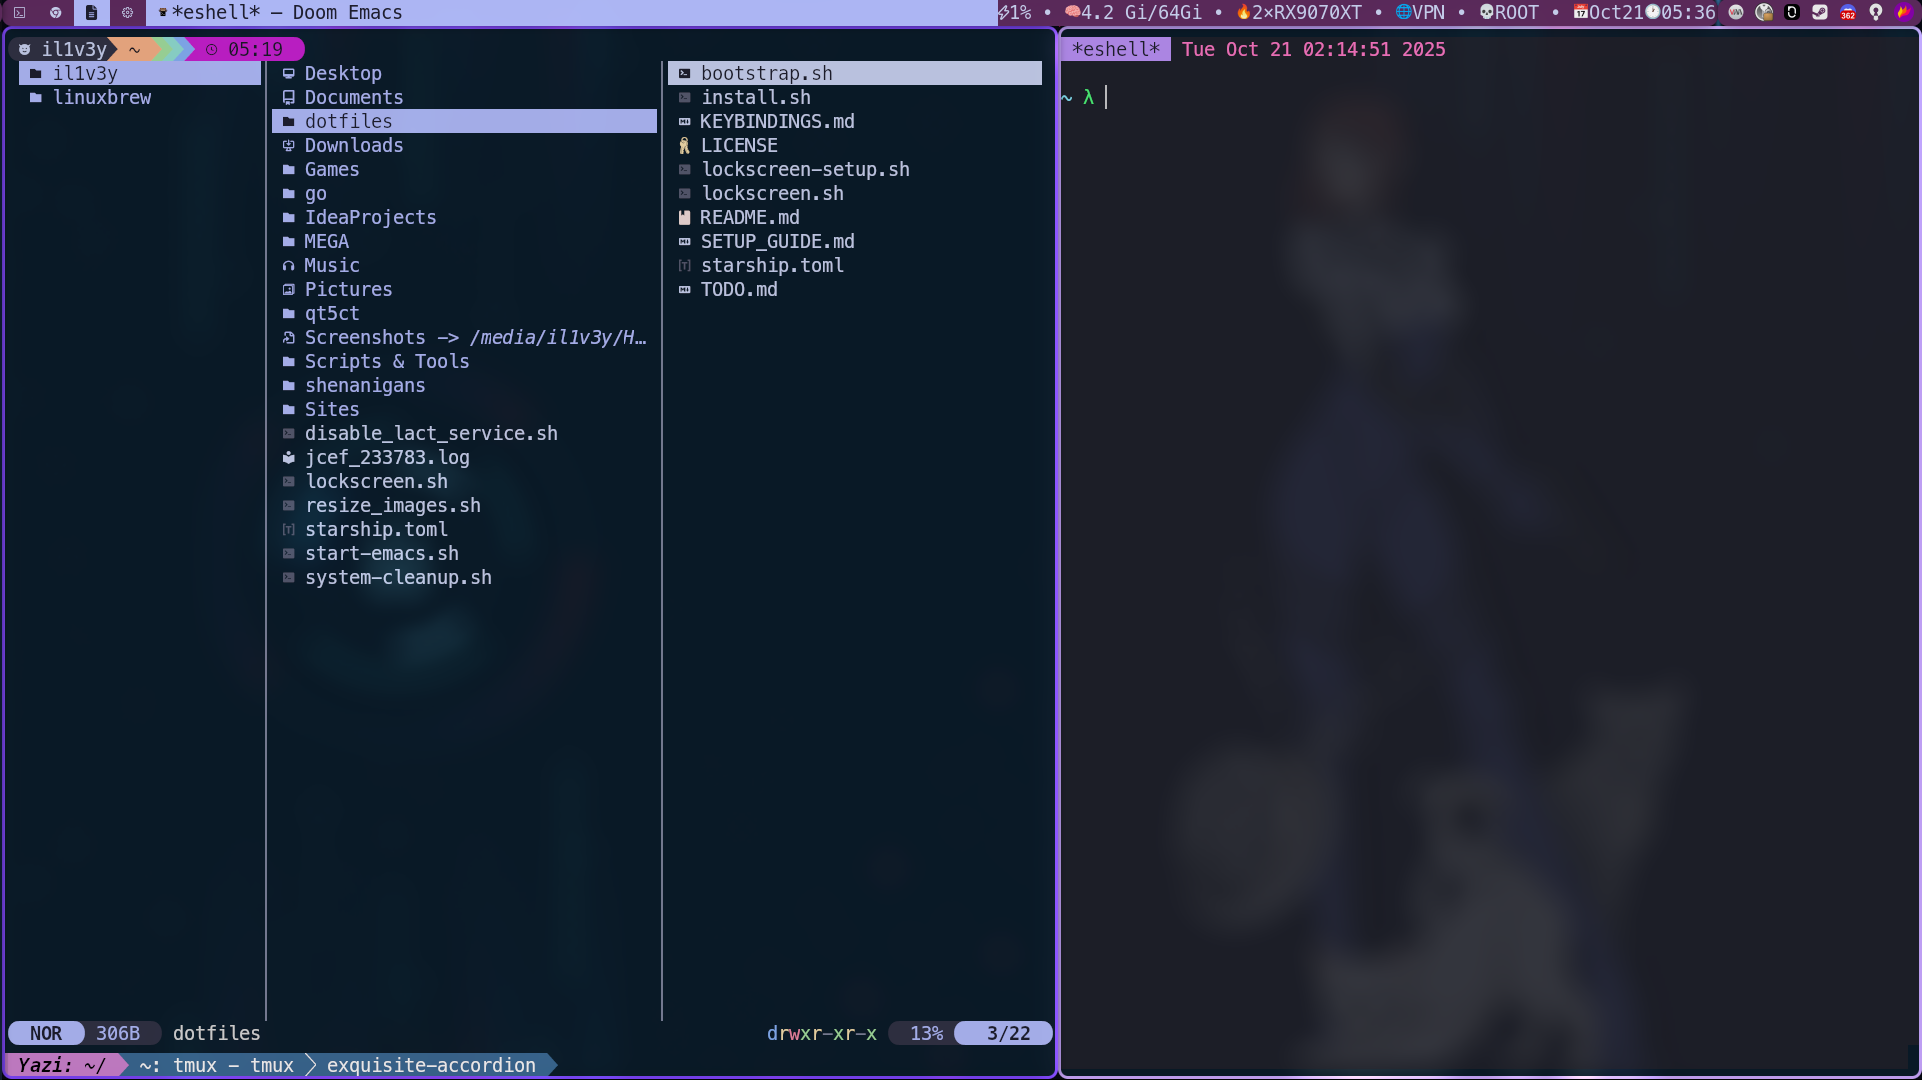 *eshell* – Doom Emacs
1% • 4.2 Gi/64Gi • 2×RX9070XT • VPN • ROOT • Oct21 05:36 362
il1v3y ~ 05:19
il1v3y
linuxbrew
Desktop
Documents
dotfiles
Downloads
Games
go
IdeaProjects
MEGA
Music
Pictures
qt5ct
Screenshots -> /media/il1v3y/H…
Scripts & Tools
shenanigans
Sites
disable_lact_service.sh
jcef_233783.log
lockscreen.sh
resize_images.sh
starship.toml
start-emacs.sh
system-cleanup.sh
bootstrap.sh
install.sh
KEYBINDINGS.md
LICENSE
lockscreen-setup.sh
lockscreen.sh
README.md
SETUP_GUIDE.md
starship.toml
TODO.md
NOR 306B dotfiles drwxr-xr-x 13% 3/22
Yazi: ~/ ~: tmux - tmux exquisite-accordion
*eshell* Tue Oct 21 02:14:51 2025
~ λ